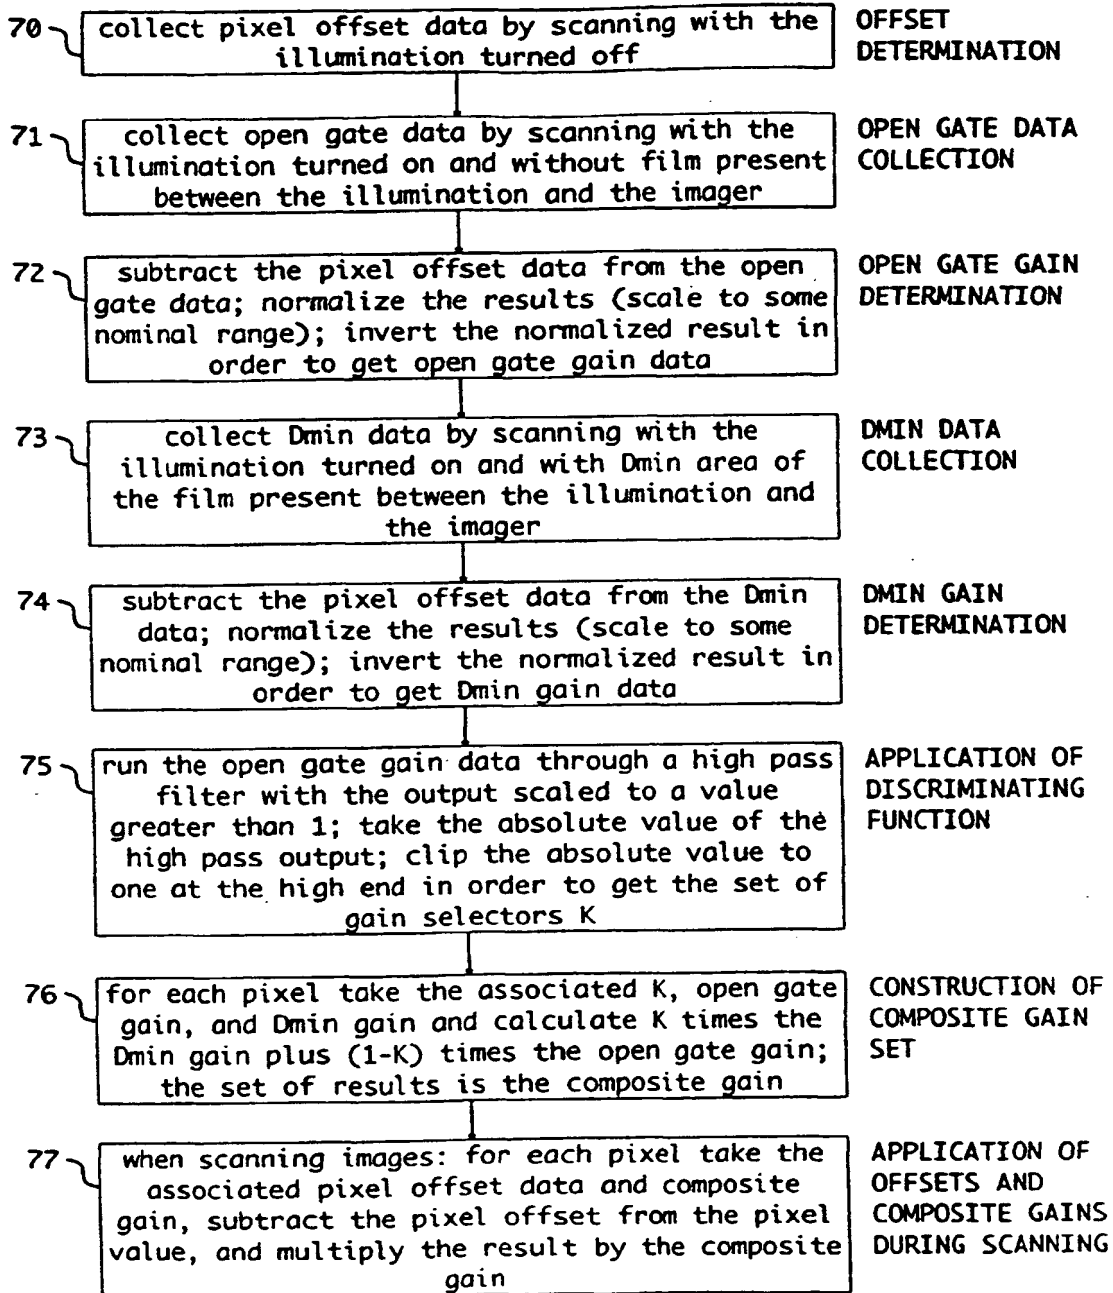 70
collect pixel offset data by scanning with the
illumination turned off
OFFSET
DETERMINATION
71
collect open gate data by scanning with the
illumination turned on and without film present
between the illumination and the imager
OPEN GATE DATA
COLLECTION
72
subtract the pixel offset data from the open
gate data; normalize the results (scale to some
nominal range); invert the normalized result in
order to get open gate gain data
OPEN GATE GAIN
DETERMINATION
73
collect Dmin data by scanning with the
illumination turned on and with Dmin area of
the film present between the illumination and
the imager
DMIN DATA
COLLECTION
74
subtract the pixel offset data from the Dmin
data; normalize the results (scale to some
nominal range); invert the normalized result in
order to get Dmin gain data
DMIN GAIN
DETERMINATION
75
run the open gate gain data through a high pass
filter with the output scaled to a value
greater than 1; take the absolute value of the
high pass output; clip the absolute value to
one at the high end in order to get the set of
gain selectors K
APPLICATION OF
DISCRIMINATING
FUNCTION
76
for each pixel take the associated K, open gate
gain, and Dmin gain and calculate K times the
Dmin gain plus (1-K) times the open gate gain;
the set of results is the composite gain
CONSTRUCTION OF
COMPOSITE GAIN
SET
77
when scanning images: for each pixel take the
associated pixel offset data and composite
gain, subtract the pixel offset from the pixel
value, and multiply the result by the composite
gain
APPLICATION OF
OFFSETS AND
COMPOSITE GAINS
DURING SCANNING